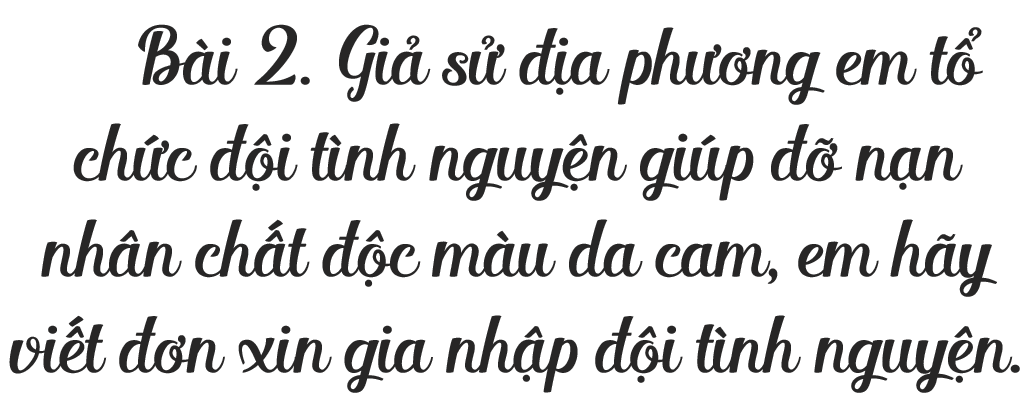 Bài 2. Giả sử địa phương em tổ
chức đội tình nguyện giúp đỡ nạn
nhân chất độc màu da cam, em hãy
viết đơn xin gia nhập đội tình nguyện.